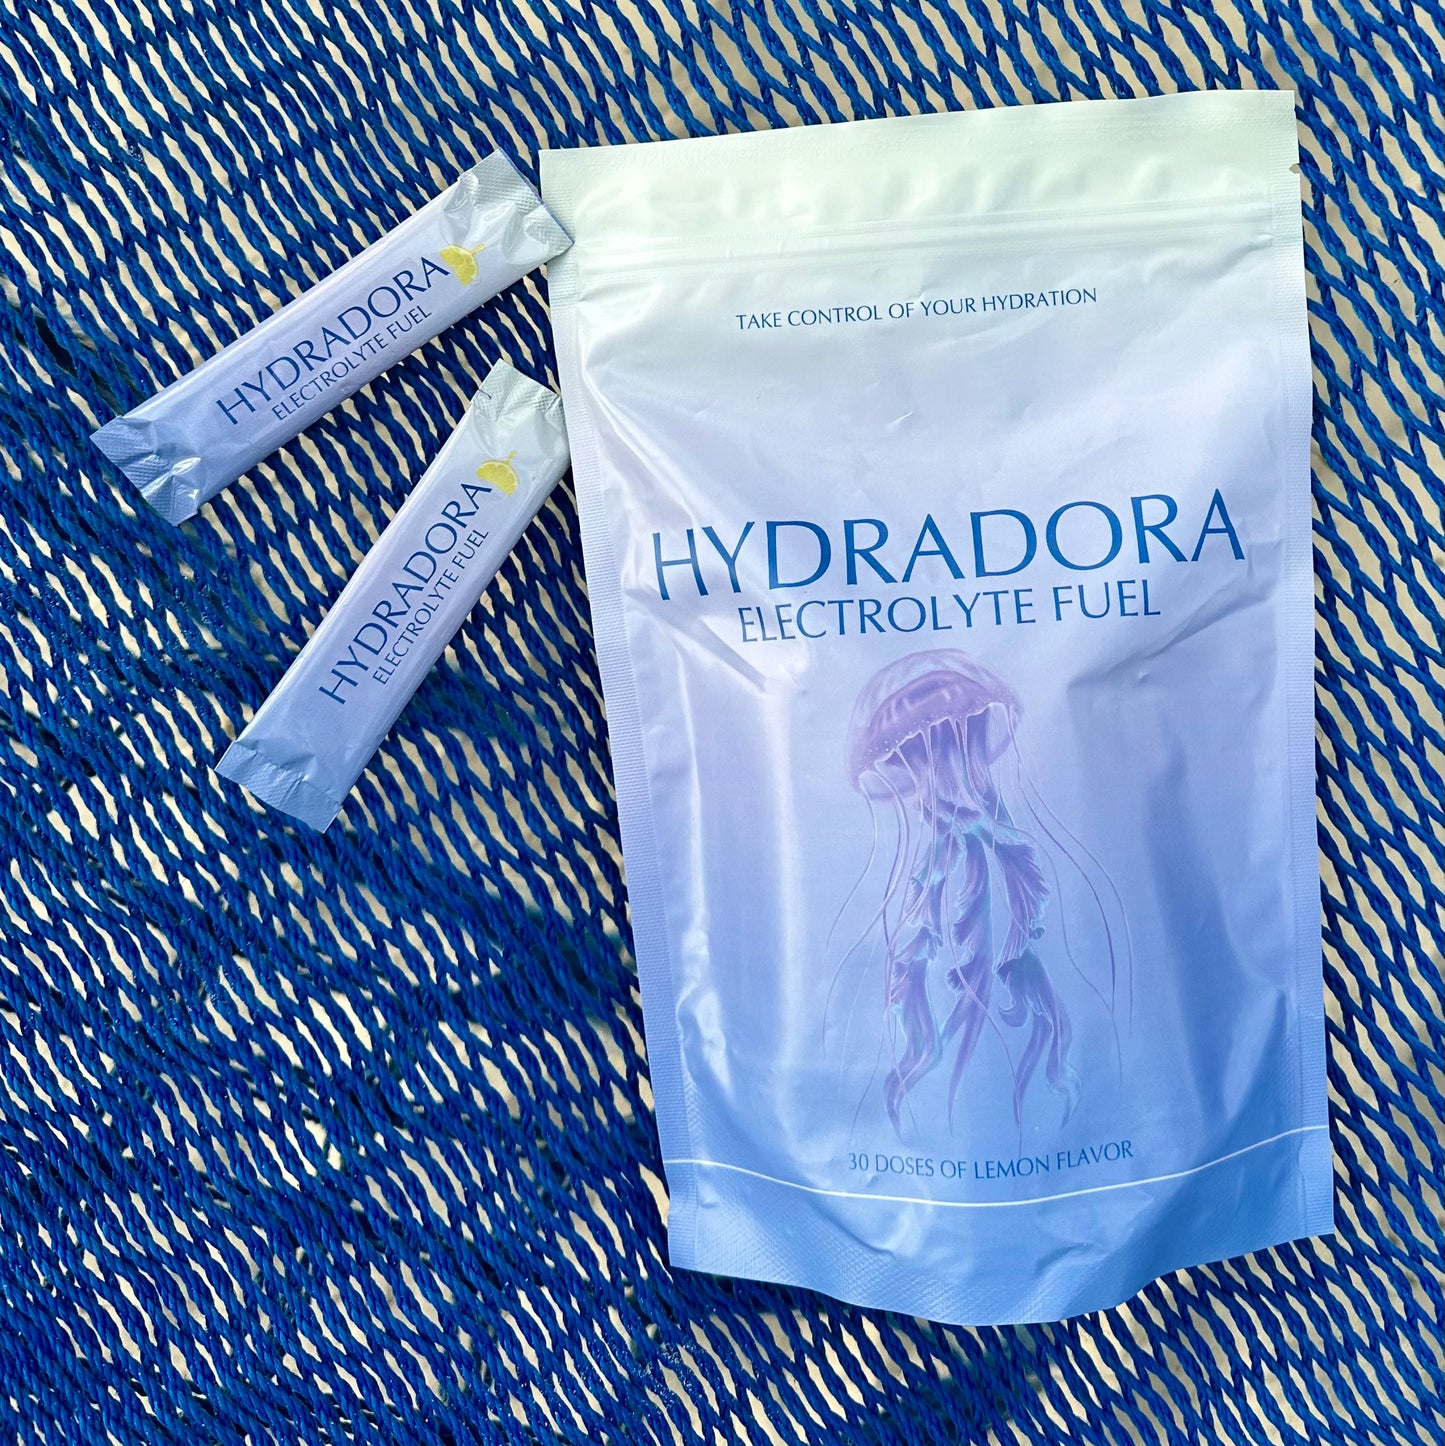 HYDRADORA
ELECTROLYTE FUEL
HYDRADORA
ELECTROLYTE FUEL
TAKE CONTROL OF YOUR HYDRATION
HYDRADORA
ELECTROLYTE FUEL
30 DOSES OF LEMON FLAVOR